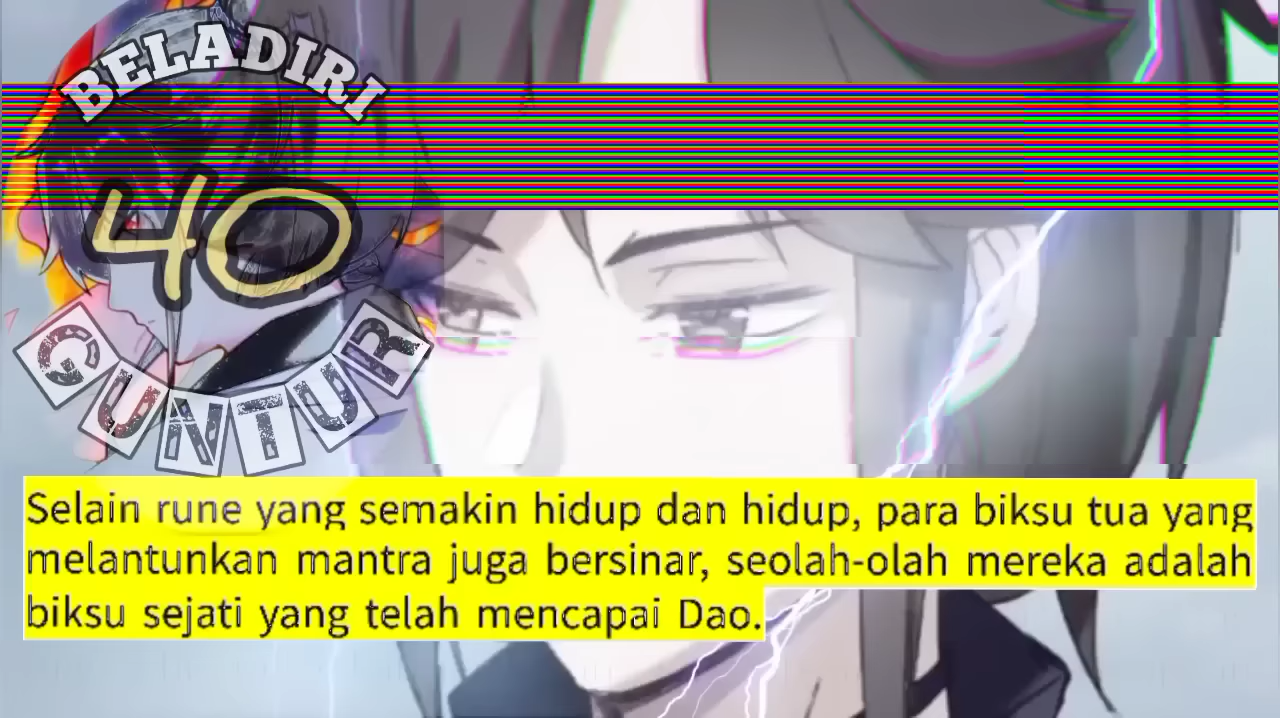 BELADIRI
40
GUNTUR
Selain rune yang semakin hidup dan hidup, para biksu tua yang
melantunkan mantra juga bersinar, seolah-olah mereka adalah
biksu sejati yang telah mencapai Dao.